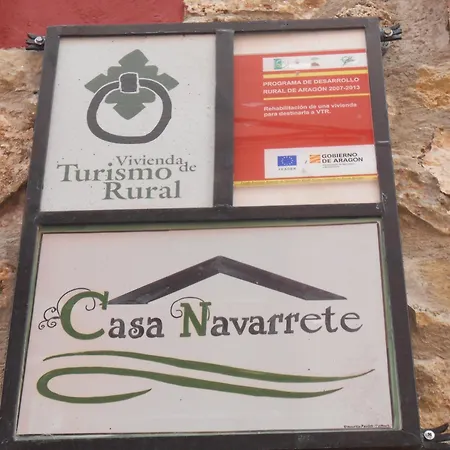 Vivienda de
Turismo
Rural
PROGRAMA DE DESARROLLO
RURAL DE ARAGÓN 2007-2013
Rehabilitación de una vivienda
para destinarla a VTR.
GOBIERNO
DE ARAGON
Casa Navarrete